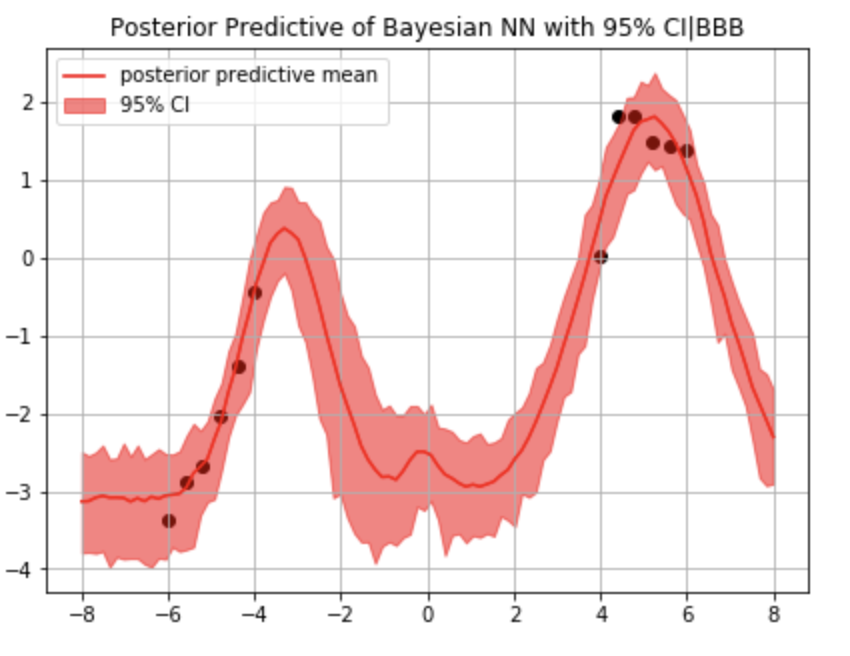 Posterior Predictive of Bayesian NN with 95% CI|BBB
posterior predictive mean
95% CI
2
1
0
−1
−2
−3
−4
−8 −6 −4 −2 0 2 4 6 8